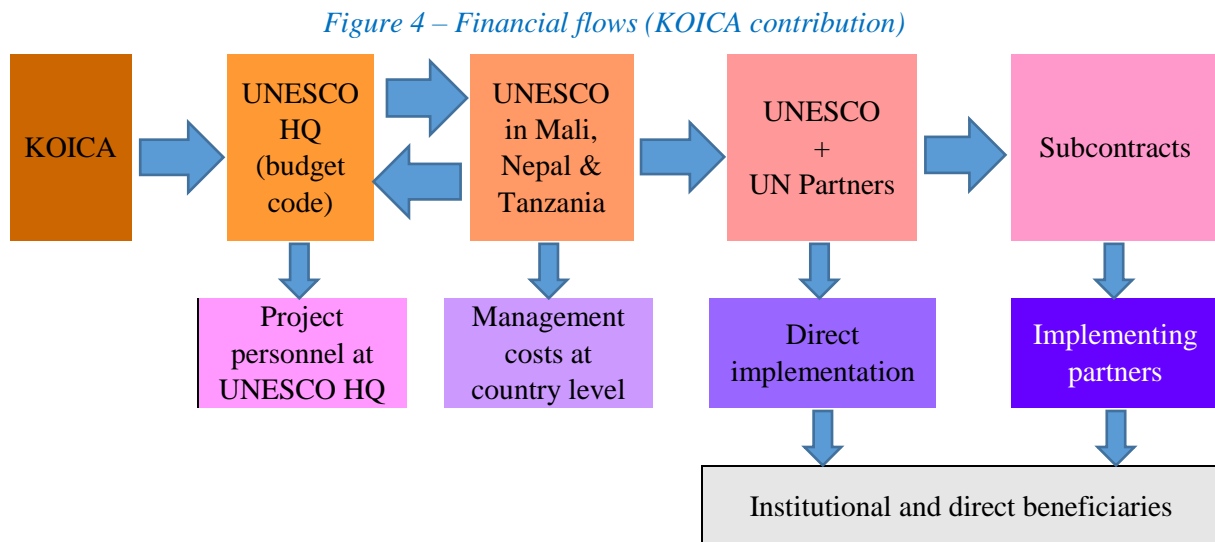 Figure 4 – Financial flows (KOICA contribution)
KOICA
UNESCO
HQ
(budget
code)
UNESCO
in Mali,
Nepal &
Tanzania
UNESCO
+
UN Partners
Subcontracts
Project
personnel at
UNESCO HQ
Management
costs at
country level
Direct
implementation
Implementing
partners
Institutional and direct beneficiaries